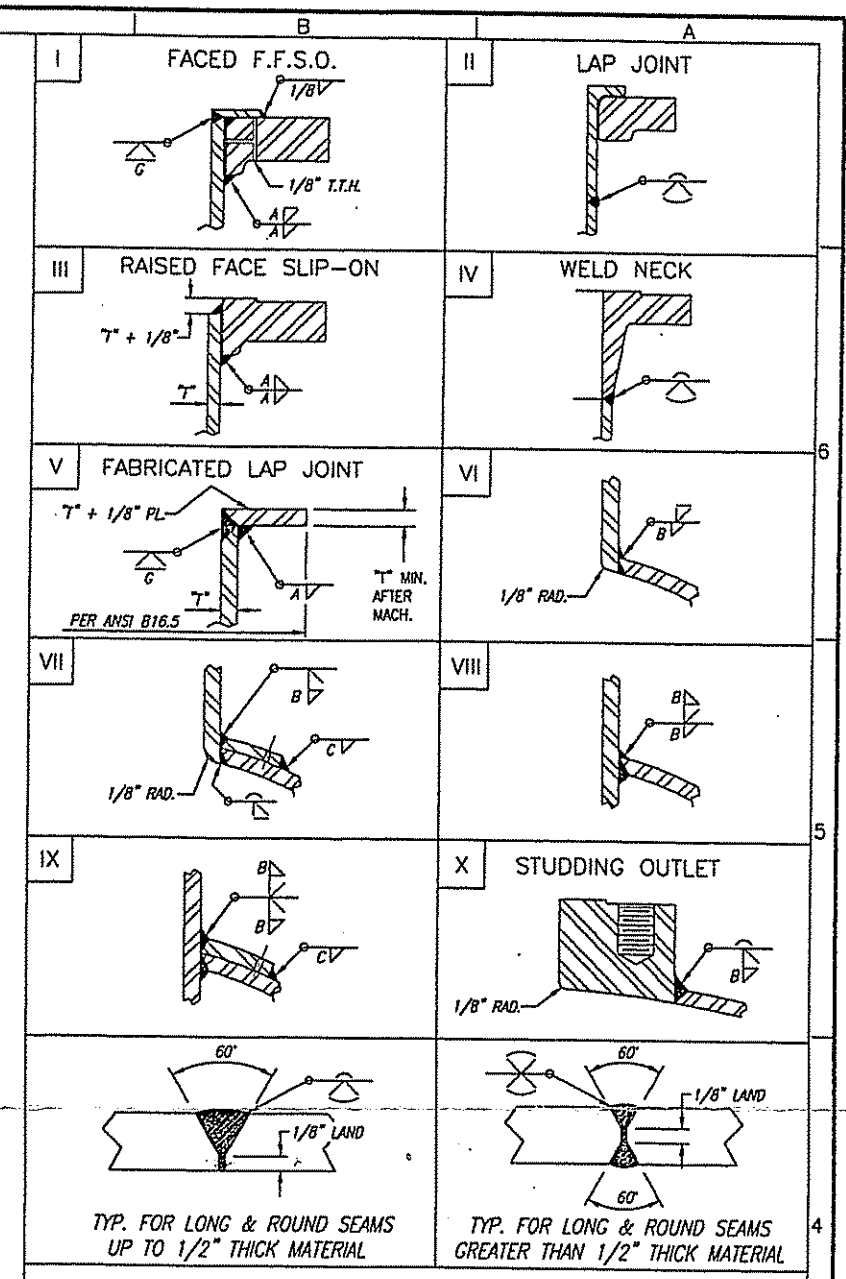 B
A
I
FACED F.F.S.O.
1/8
G
1/8" T.T.H.
A
A
II
LAP JOINT
III
RAISED FACE SLIP-ON
"T" + 1/8"
"T"
A
A
IV
WELD NECK
6
V
FABRICATED LAP JOINT
"T" + 1/8" PL.
G
"T"
A
"T" MIN.
AFTER
MACH.
PER ANSI B16.5
VI
B
1/8" RAD.
VII
B
C
1/8" RAD.
VIII
B
B
5
IX
B
B
C
X
STUDDING OUTLET
B
1/8" RAD.
60°
1/8" LAND
TYP. FOR LONG & ROUND SEAMS
UP TO 1/2" THICK MATERIAL
60°
1/8" LAND
60°
TYP. FOR LONG & ROUND SEAMS
GREATER THAN 1/2" THICK MATERIAL
4